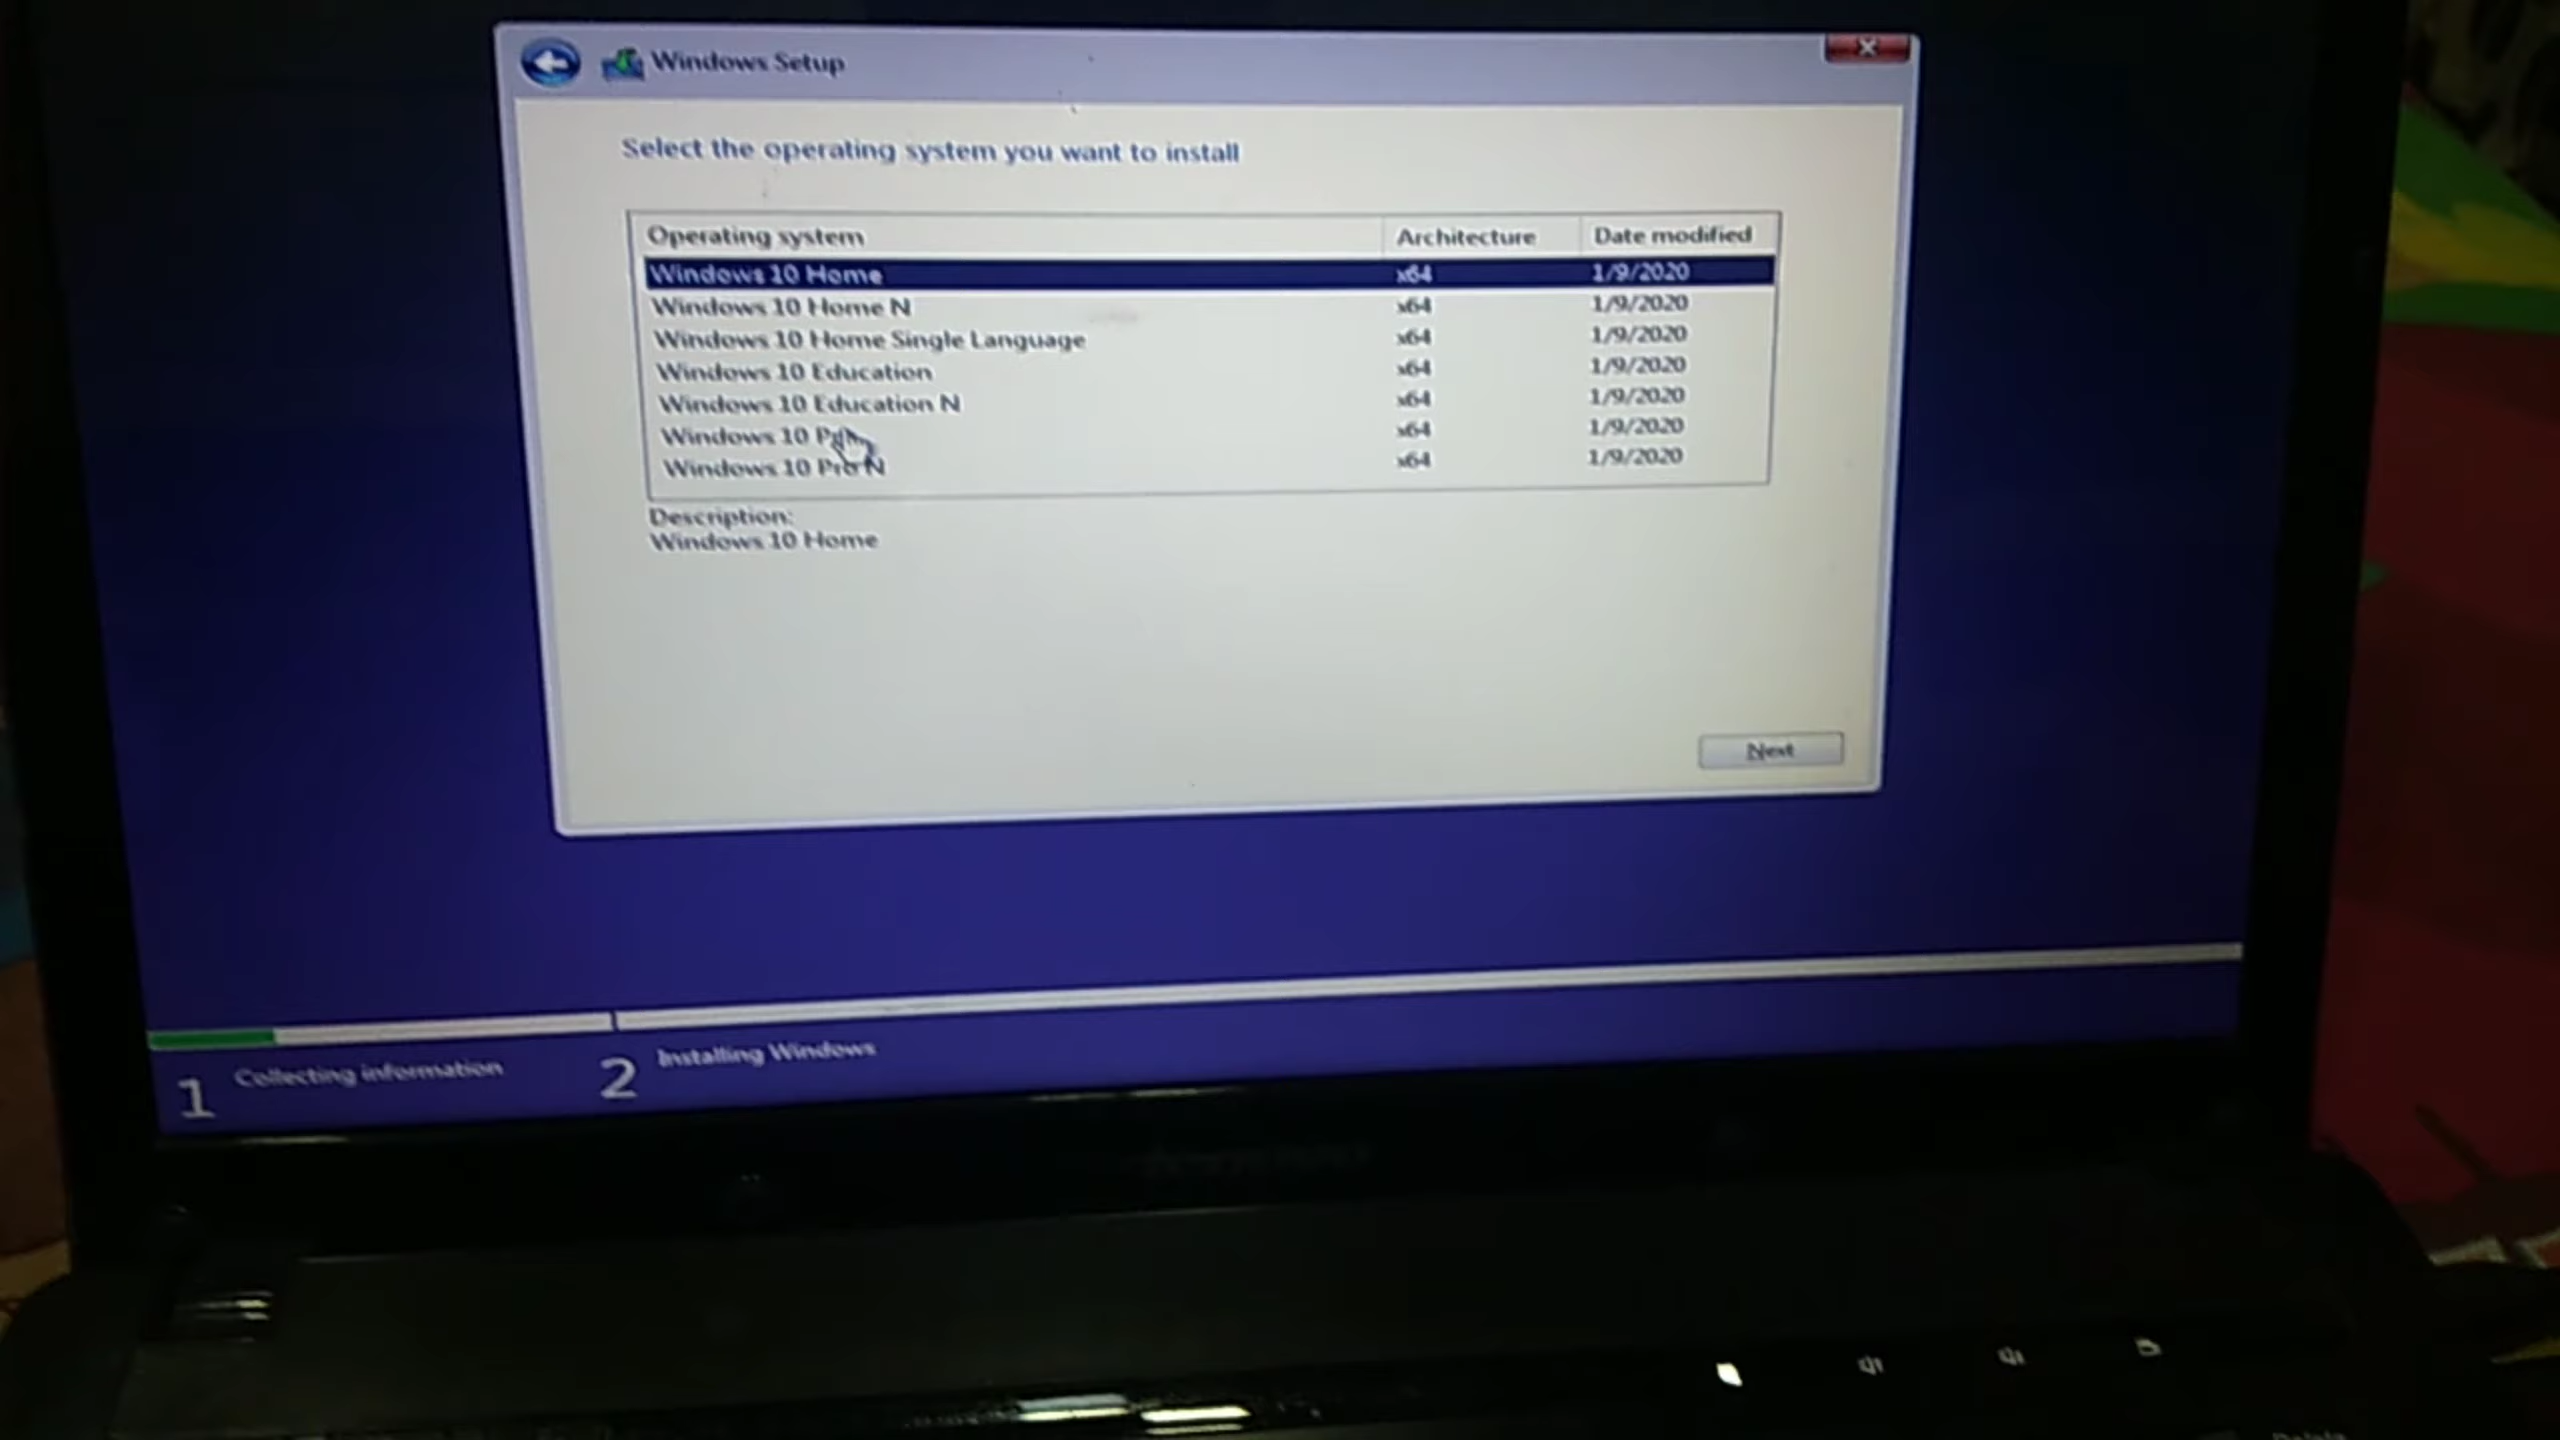 Windows Setup
Select the operating system you want to install
Operating system Architecture Date modified
Windows 10 Home x64 1/9/2020
Windows 10 Home N x64 1/9/2020
Windows 10 Home Single Language x64 1/9/2020
Windows 10 Education x64 1/9/2020
Windows 10 Education N x64 1/9/2020
Windows 10 Pro x64 1/9/2020
Windows 10 Pro N x64 1/9/2020
Description:
Windows 10 Home
Next
1 Collecting information 2 Installing Windows